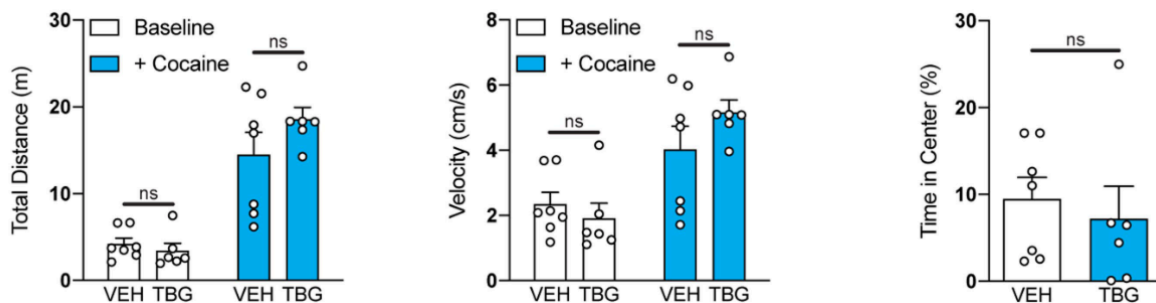 Total Distance (m)
30
20
10
0
Baseline
+ Cocaine
ns
ns
VEH TBG VEH TBG
Velocity (cm/s)
8
6
4
2
0
Baseline
+ Cocaine
ns
ns
VEH TBG VEH TBG
Time in Center (%)
30
20
10
0
ns
VEH TBG